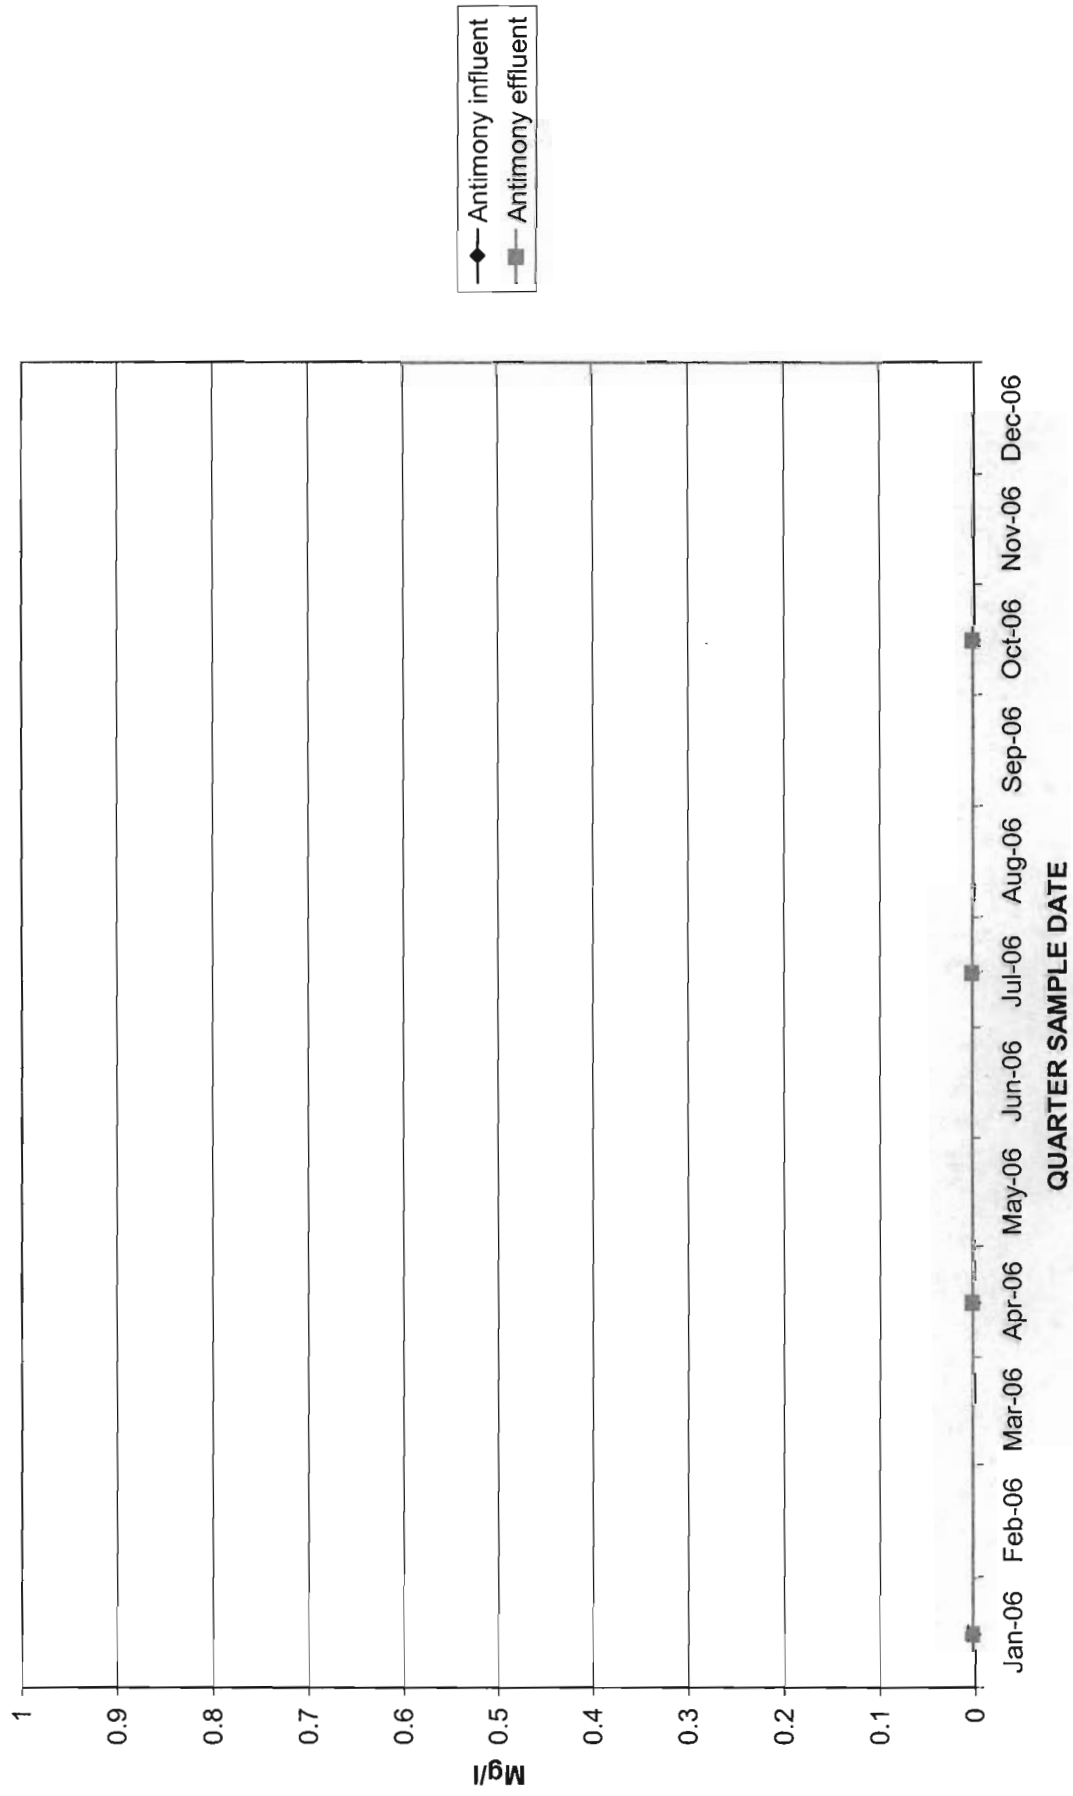 Antimony influent
Antimony effluent
1
0.9
0.8
0.7
0.6
0.5
0.4
0.3
0.2
0.1
0
Mg/l
Jan-06 Feb-06 Mar-06 Apr-06 May-06 Jun-06 Jul-06 Aug-06 Sep-06 Oct-06 Nov-06 Dec-06
QUARTER SAMPLE DATE